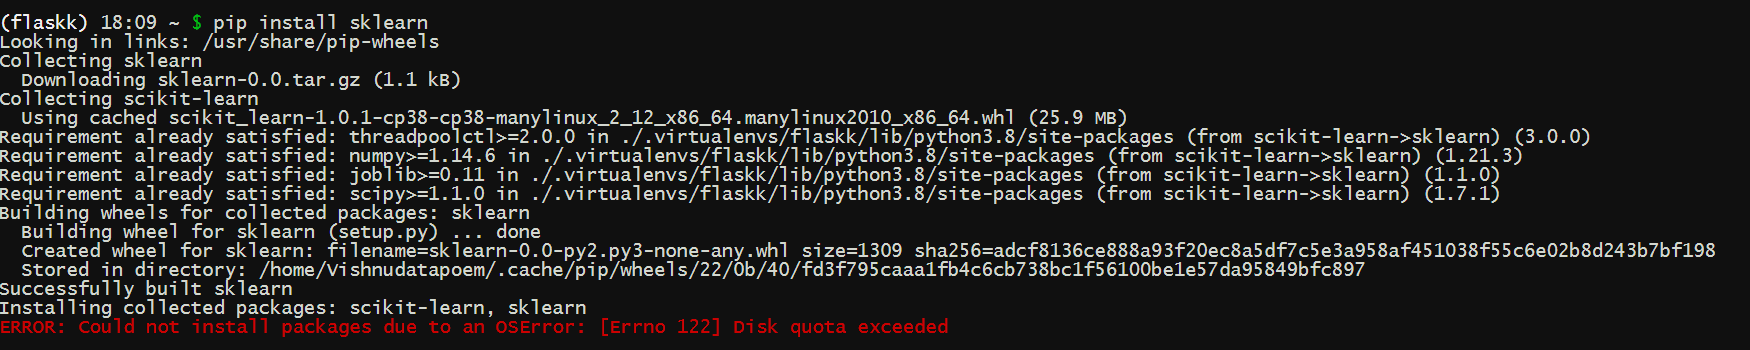 (flaskk) 18:09 ~ $ pip install sklearn
Looking in links: /usr/share/pip-wheels
Collecting sklearn
  Downloading sklearn-0.0.tar.gz (1.1 kB)
Collecting scikit-learn
  Using cached scikit_learn-1.0.1-cp38-cp38-manylinux_2_12_x86_64.manylinux2010_x86_64.whl (25.9 MB)
Requirement already satisfied: threadpoolctl>=2.0.0 in ./.virtualenvs/flaskk/lib/python3.8/site-packages (from scikit-learn->sklearn) (3.0.0)
Requirement already satisfied: numpy>=1.14.6 in ./.virtualenvs/flaskk/lib/python3.8/site-packages (from scikit-learn->sklearn) (1.21.3)
Requirement already satisfied: joblib>=0.11 in ./.virtualenvs/flaskk/lib/python3.8/site-packages (from scikit-learn->sklearn) (1.1.0)
Requirement already satisfied: scipy>=1.1.0 in ./.virtualenvs/flaskk/lib/python3.8/site-packages (from scikit-learn->sklearn) (1.7.1)
Building wheels for collected packages: sklearn
  Building wheel for sklearn (setup.py) ... done
  Created wheel for sklearn: filename=sklearn-0.0-py2.py3-none-any.whl size=1309 sha256=adcf8136ce888a93f20ec8a5df7c5e3a958af451038f55c6e02b8d243b7bf198
  Stored in directory: /home/Vishnudatapoem/.cache/pip/wheels/22/0b/40/fd3f795caaa1fb4c6cb738bc1f56100be1e57da95849bfc897
Successfully built sklearn
Installing collected packages: scikit-learn, sklearn
ERROR: Could not install packages due to an OSError: [Errno 122] Disk quota exceeded